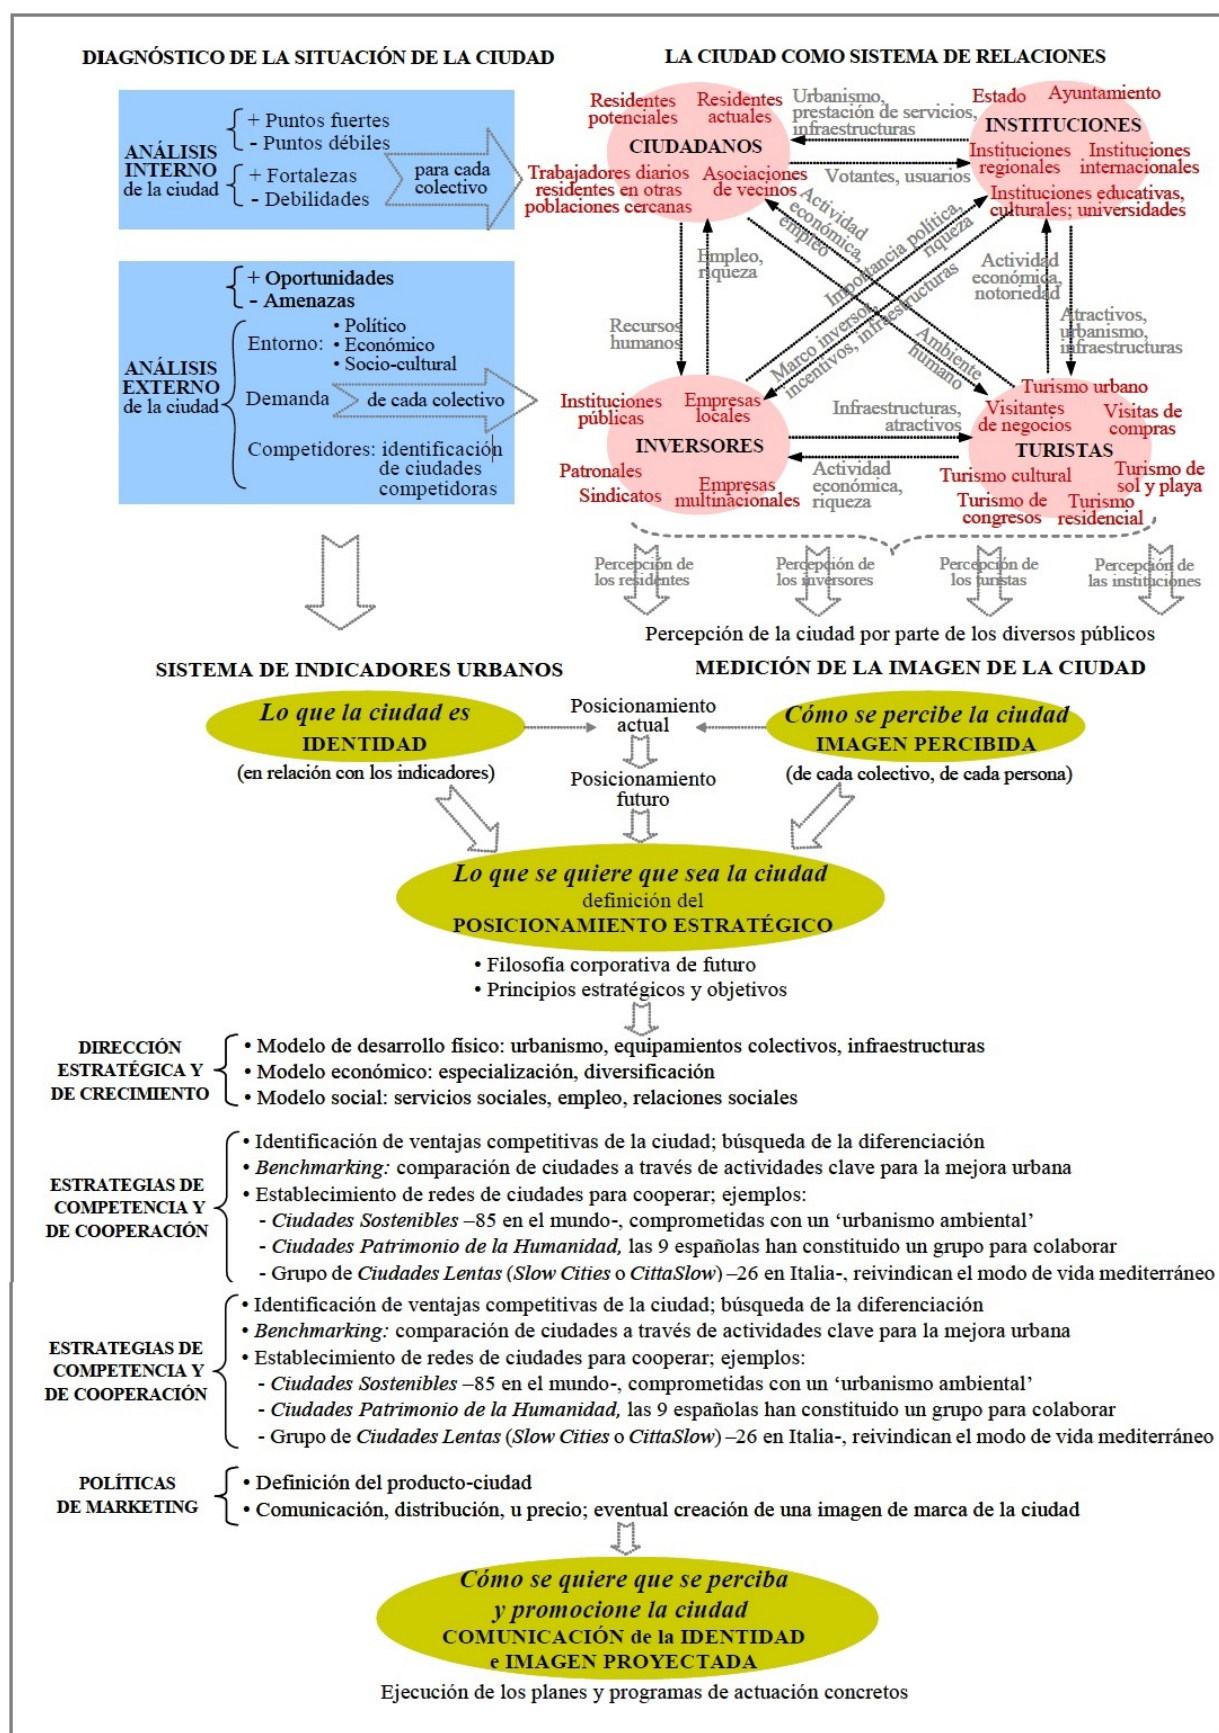 DIAGNÓSTICO DE LA SITUACIÓN DE LA CIUDAD
ANÁLISIS
INTERNO
de la ciudad
+ Puntos fuertes
- Puntos débiles
+ Fortalezas
- Debilidades
para cada
colectivo
+ Oportunidades
- Amenazas
ANÁLISIS
EXTERNO
de la ciudad
Entorno:
• Político
• Económico
• Socio-cultural
Demanda
de cada colectivo
Competidores: identificación
de ciudades
competidoras
LA CIUDAD COMO SISTEMA DE RELACIONES
Residentes
potenciales
Residentes
actuales
CIUDADANOS
Trabajadores diarios
residentes en otras
poblaciones cercanas
Asociaciones
de vecinos
Urbanismo,
prestación de servicios,
infraestructuras
Votantes, usuarios
Estado
Ayuntamiento
INSTITUCIONES
Instituciones
regionales
Instituciones
internacionales
Instituciones educativas,
culturales; universidades
Actividad
económica,
empleo
Importancia política,
riqueza
Empleo,
riqueza
Recursos
humanos
Marco inversor,
incentivos, infraestructuras
Ambiente
humano
Actividad
económica,
notoriedad
Atractivos,
urbanismo,
infraestructuras
Instituciones
públicas
Empresas
locales
INVERSORES
Patronales
Sindicatos
Empresas
multinacionales
Infraestructuras,
atractivos
Actividad
económica,
riqueza
Turismo urbano
Visitantes
de negocios
Visitas de
compras
TURISTAS
Turismo cultural
Turismo de
sol y playa
Turismo de
congresos
Turismo
residencial
Percepción de
los residentes
Percepción de
los inversores
Percepción de
los turistas
Percepción de
las instituciones
Percepción de la ciudad por parte de los diversos públicos
SISTEMA DE INDICADORES URBANOS
MEDICIÓN DE LA IMAGEN DE LA CIUDAD
Lo que la ciudad es
IDENTIDAD
(en relación con los indicadores)
Posicionamiento
actual
Posicionamiento
futuro
Cómo se percibe la ciudad
IMAGEN PERCIBIDA
(de cada colectivo, de cada persona)
Lo que se quiere que sea la ciudad
definición del
POSICIONAMIENTO ESTRATÉGICO
• Filosofía corporativa de futuro
• Principios estratégicos y objetivos
DIRECCIÓN
ESTRATÉGICA Y
DE CRECIMIENTO
• Modelo de desarrollo físico: urbanismo, equipamientos colectivos, infraestructuras
• Modelo económico: especialización, diversificación
• Modelo social: servicios sociales, empleo, relaciones sociales
ESTRATEGIAS DE
COMPETENCIA Y
DE COOPERACIÓN
• Identificación de ventajas competitivas de la ciudad; búsqueda de la diferenciación
• Benchmarking: comparación de ciudades a través de actividades clave para la mejora urbana
• Establecimiento de redes de ciudades para cooperar; ejemplos:
- Ciudades Sostenibles –85 en el mundo-, comprometidas con un ‘urbanismo ambiental’
- Ciudades Patrimonio de la Humanidad, las 9 españolas han constituido un grupo para colaborar
- Grupo de Ciudades Lentas (Slow Cities o CittaSlow) –26 en Italia-, reivindican el modo de vida mediterráneo
ESTRATEGIAS DE
COMPETENCIA Y
DE COOPERACIÓN
• Identificación de ventajas competitivas de la ciudad; búsqueda de la diferenciación
• Benchmarking: comparación de ciudades a través de actividades clave para la mejora urbana
• Establecimiento de redes de ciudades para cooperar; ejemplos:
- Ciudades Sostenibles –85 en el mundo-, comprometidas con un ‘urbanismo ambiental’
- Ciudades Patrimonio de la Humanidad, las 9 españolas han constituido un grupo para colaborar
- Grupo de Ciudades Lentas (Slow Cities o CittaSlow) –26 en Italia-, reivindican el modo de vida mediterráneo
POLÍTICAS
DE MARKETING
• Definición del producto-ciudad
• Comunicación, distribución, u precio; eventual creación de una imagen de marca de la ciudad
Cómo se quiere que se perciba
y promocione la ciudad
COMUNICACIÓN de la IDENTIDAD
e IMAGEN PROYECTADA
Ejecución de los planes y programas de actuación concretos